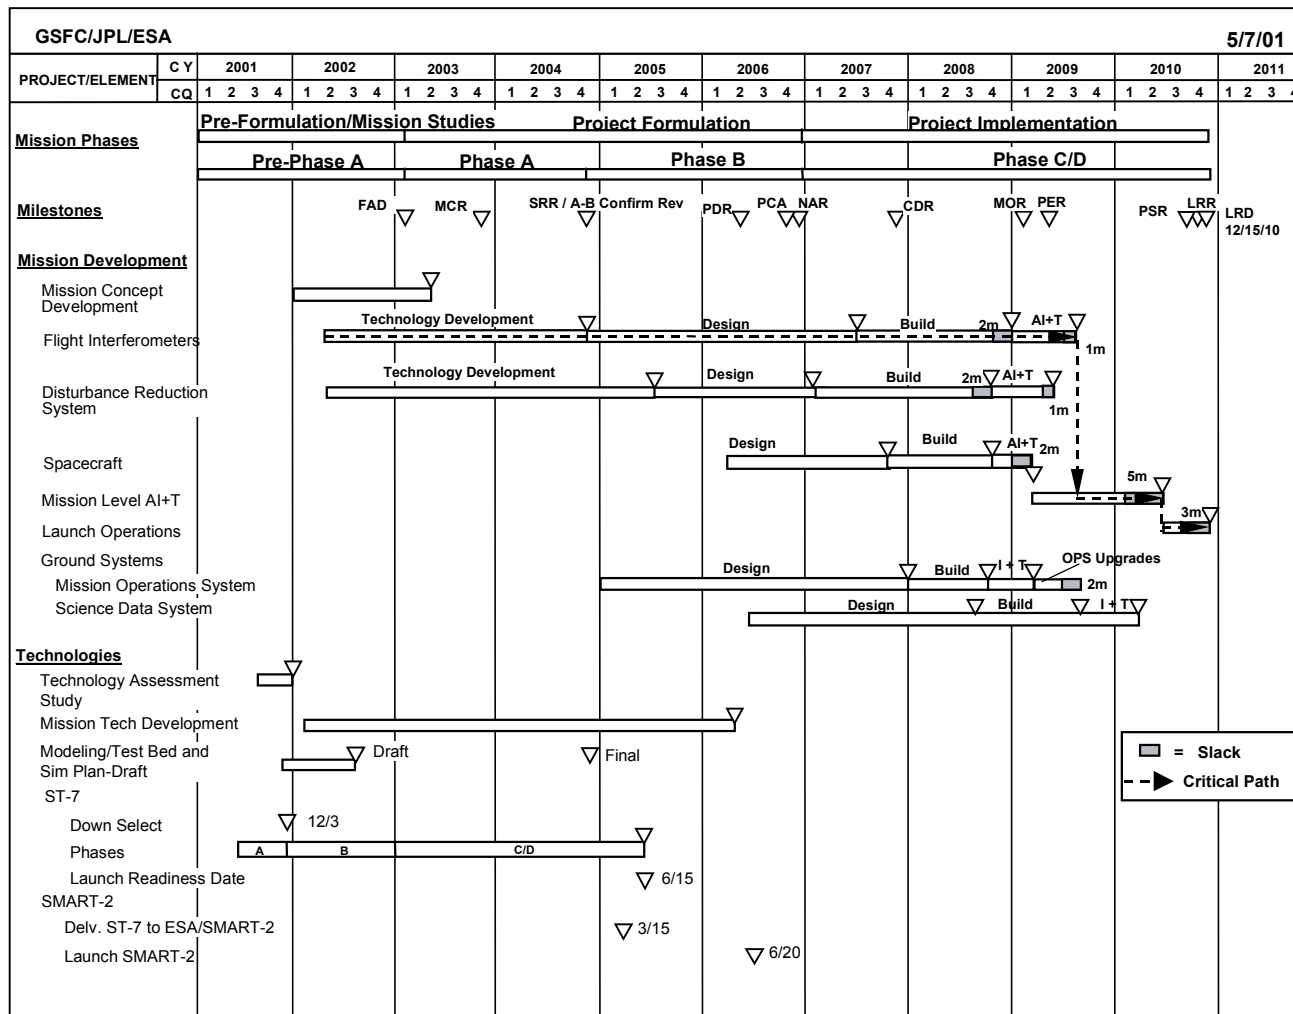 GSFC/JPL/ESA
5/7/01
PROJECT/ELEMENT CY 2001 2002 2003 2004 2005 2006 2007 2008 2009 2010 2011
CQ 1 2 3 4 1 2 3 4 1 2 3 4 1 2 3 4 1 2 3 4 1 2 3 4 1 2 3 4 1 2 3 4 1 2 3 4 1 2 3 4 1 2 3 4
Mission Phases
Pre-Formulation/Mission Studies Project Formulation Project Implementation
Pre-Phase A Phase A Phase B Phase C/D
Milestones
FAD MCR SRR / A-B Confirm Rev PDR PCA NAR CDR MOR PER PSR LRR LRD
12/15/10
Mission Development
Mission Concept
Development
Flight Interferometers
Technology Development Design Build 2m AI+T 1m
Disturbance Reduction
System
Technology Development Design Build 2m AI+T 1m
Spacecraft
Design Build AI+T 2m
Mission Level AI+T 5m
Launch Operations 3m
Ground Systems
Mission Operations System
Design Build I + T OPS Upgrades 2m
Science Data System
Design Build I + T
Technologies
Technology Assessment
Study
Mission Tech Development
Modeling/Test Bed and
Sim Plan-Draft
Draft Final
ST-7
Down Select 12/3
Phases A B C/D
Launch Readiness Date 6/15
SMART-2
Delv. ST-7 to ESA/SMART-2 3/15
Launch SMART-2 6/20
= Slack
Critical Path